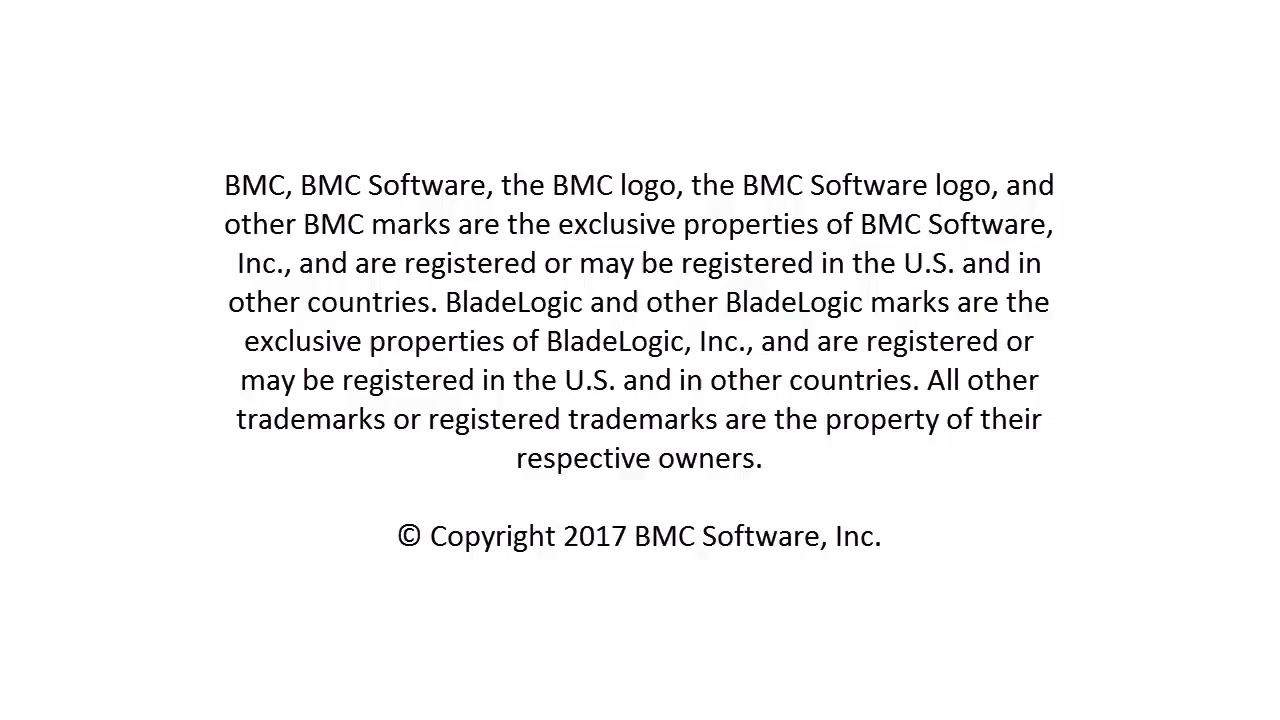 BMC, BMC Software, the BMC logo, the BMC Software logo, and
other BMC marks are the exclusive properties of BMC Software,
Inc., and are registered or may be registered in the U.S. and in
other countries. BladeLogic and other BladeLogic marks are the
exclusive properties of BladeLogic, Inc., and are registered or
may be registered in the U.S. and in other countries. All other
trademarks or registered trademarks are the property of their
respective owners.
© Copyright 2017 BMC Software, Inc.